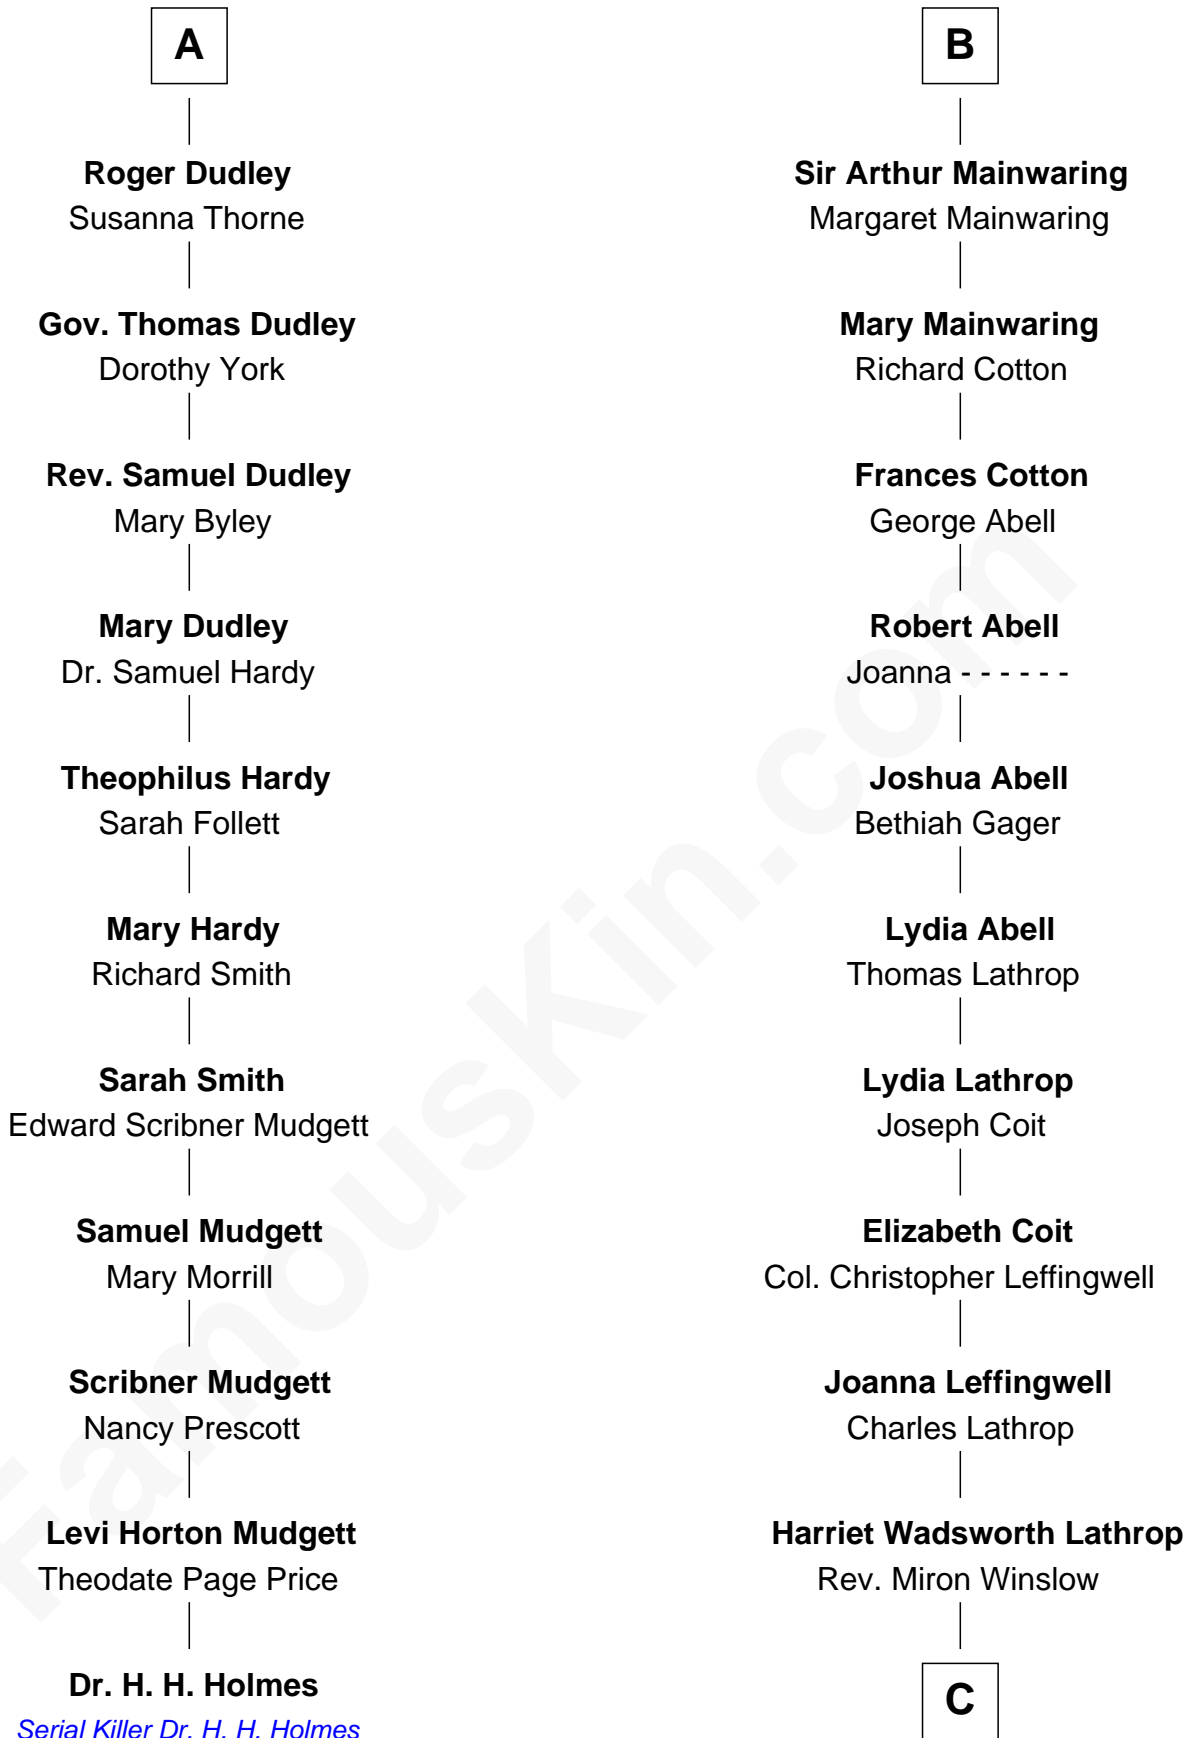 A
Roger Dudley
Susanna Thorne
Gov. Thomas Dudley
Dorothy York
Rev. Samuel Dudley
Mary Byley
Mary Dudley
Dr. Samuel Hardy
Theophilus Hardy
Sarah Follett
Mary Hardy
Richard Smith
Sarah Smith
Edward Scribner Mudgett
Samuel Mudgett
Mary Morrill
Scribner Mudgett
Nancy Prescott
Levi Horton Mudgett
Theodate Page Price
Dr. H. H. Holmes
Serial Killer Dr. H. H. Holmes
B
Sir Arthur Mainwaring
Margaret Mainwaring
Mary Mainwaring
Richard Cotton
Frances Cotton
George Abell
Robert Abell
Joanna - - - - - -
Joshua Abell
Bethiah Gager
Lydia Abell
Thomas Lathrop
Lydia Lathrop
Joseph Coit
Elizabeth Coit
Col. Christopher Leffingwell
Joanna Leffingwell
Charles Lathrop
Harriet Wadsworth Lathrop
Rev. Miron Winslow
C
FamousKin.com